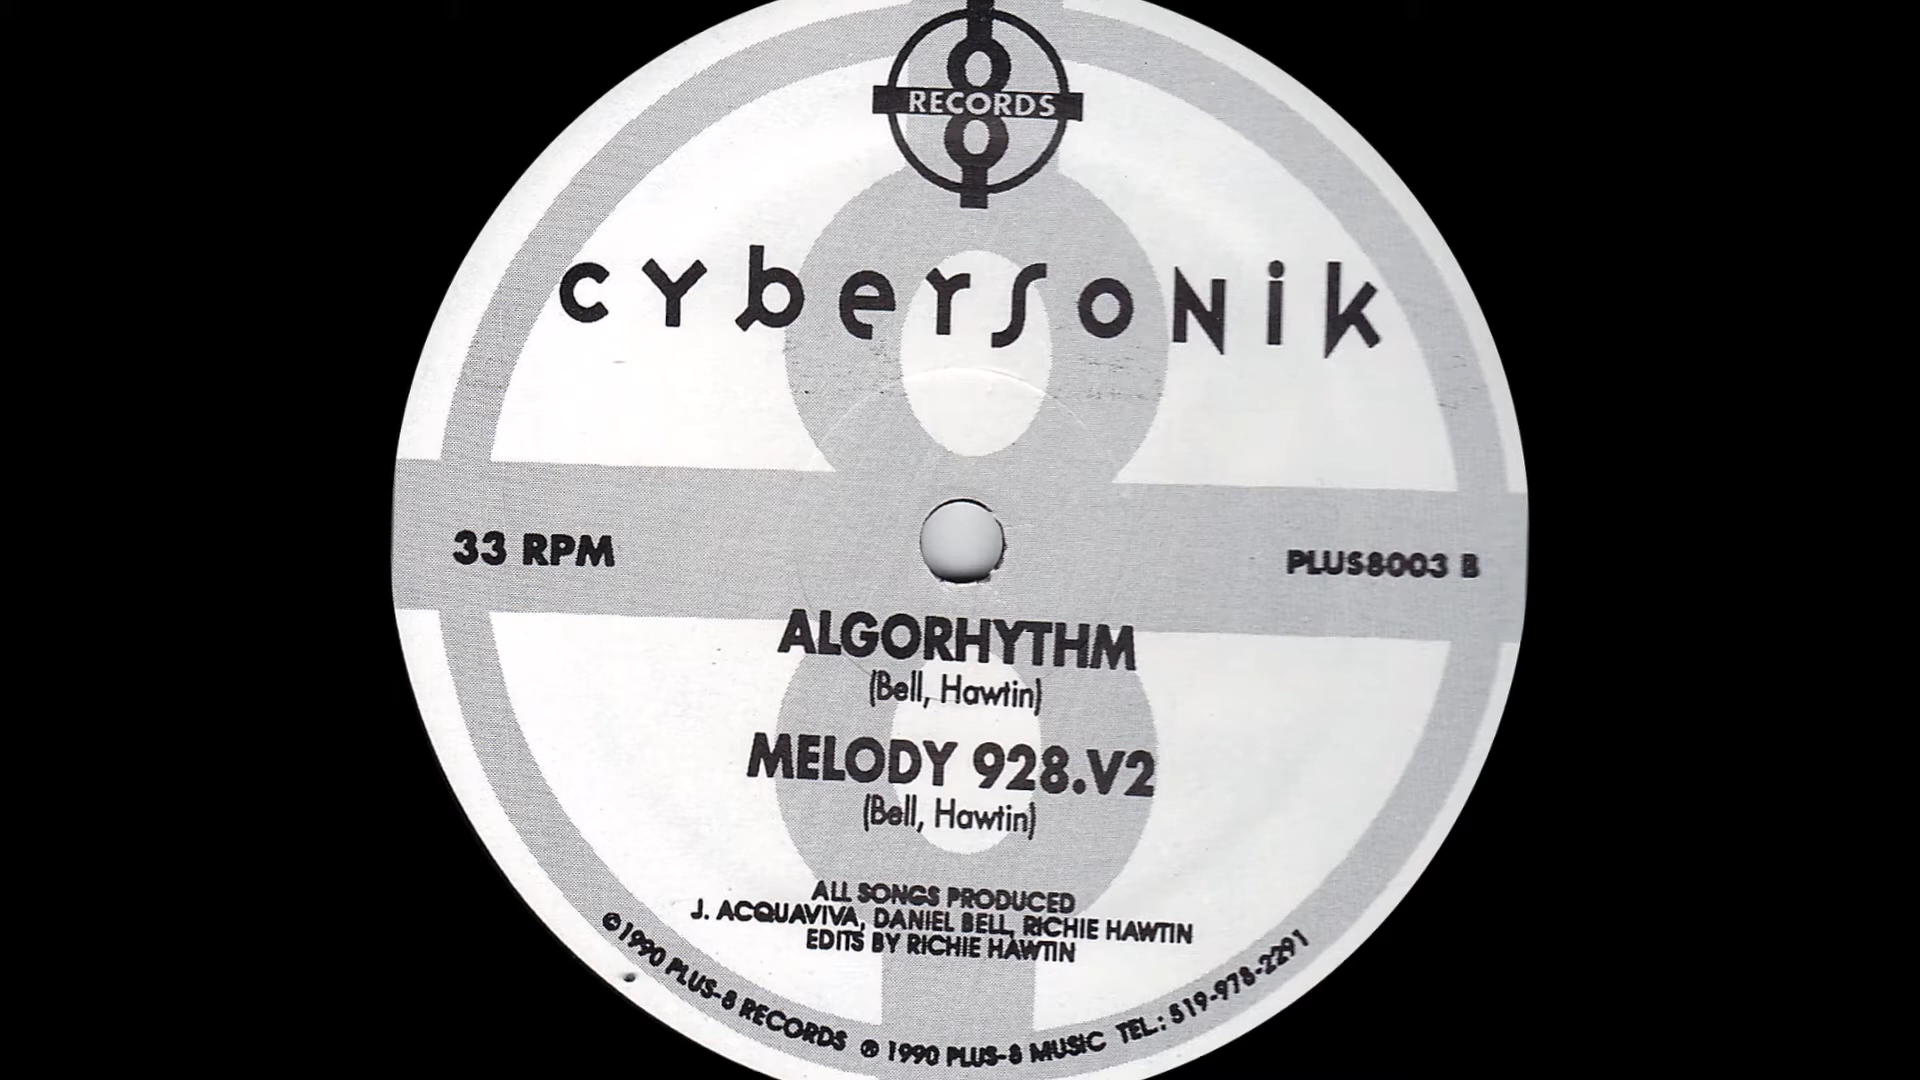 RECORDS
cybersonik
33 RPM
PLUS8003 B
ALGORHYTHM
(Bell, Hawtin)
MELODY 928.V2
(Bell, Hawtin)
ALL SONGS PRODUCED
J. ACQUAVIVA, DANIEL BELL, RICHIE HAWTIN
EDITS BY RICHIE HAWTIN
©1990 PLUS-8 RECORDS ℗ 1990 PLUS-8 MUSIC TEL.: 519-978-2291